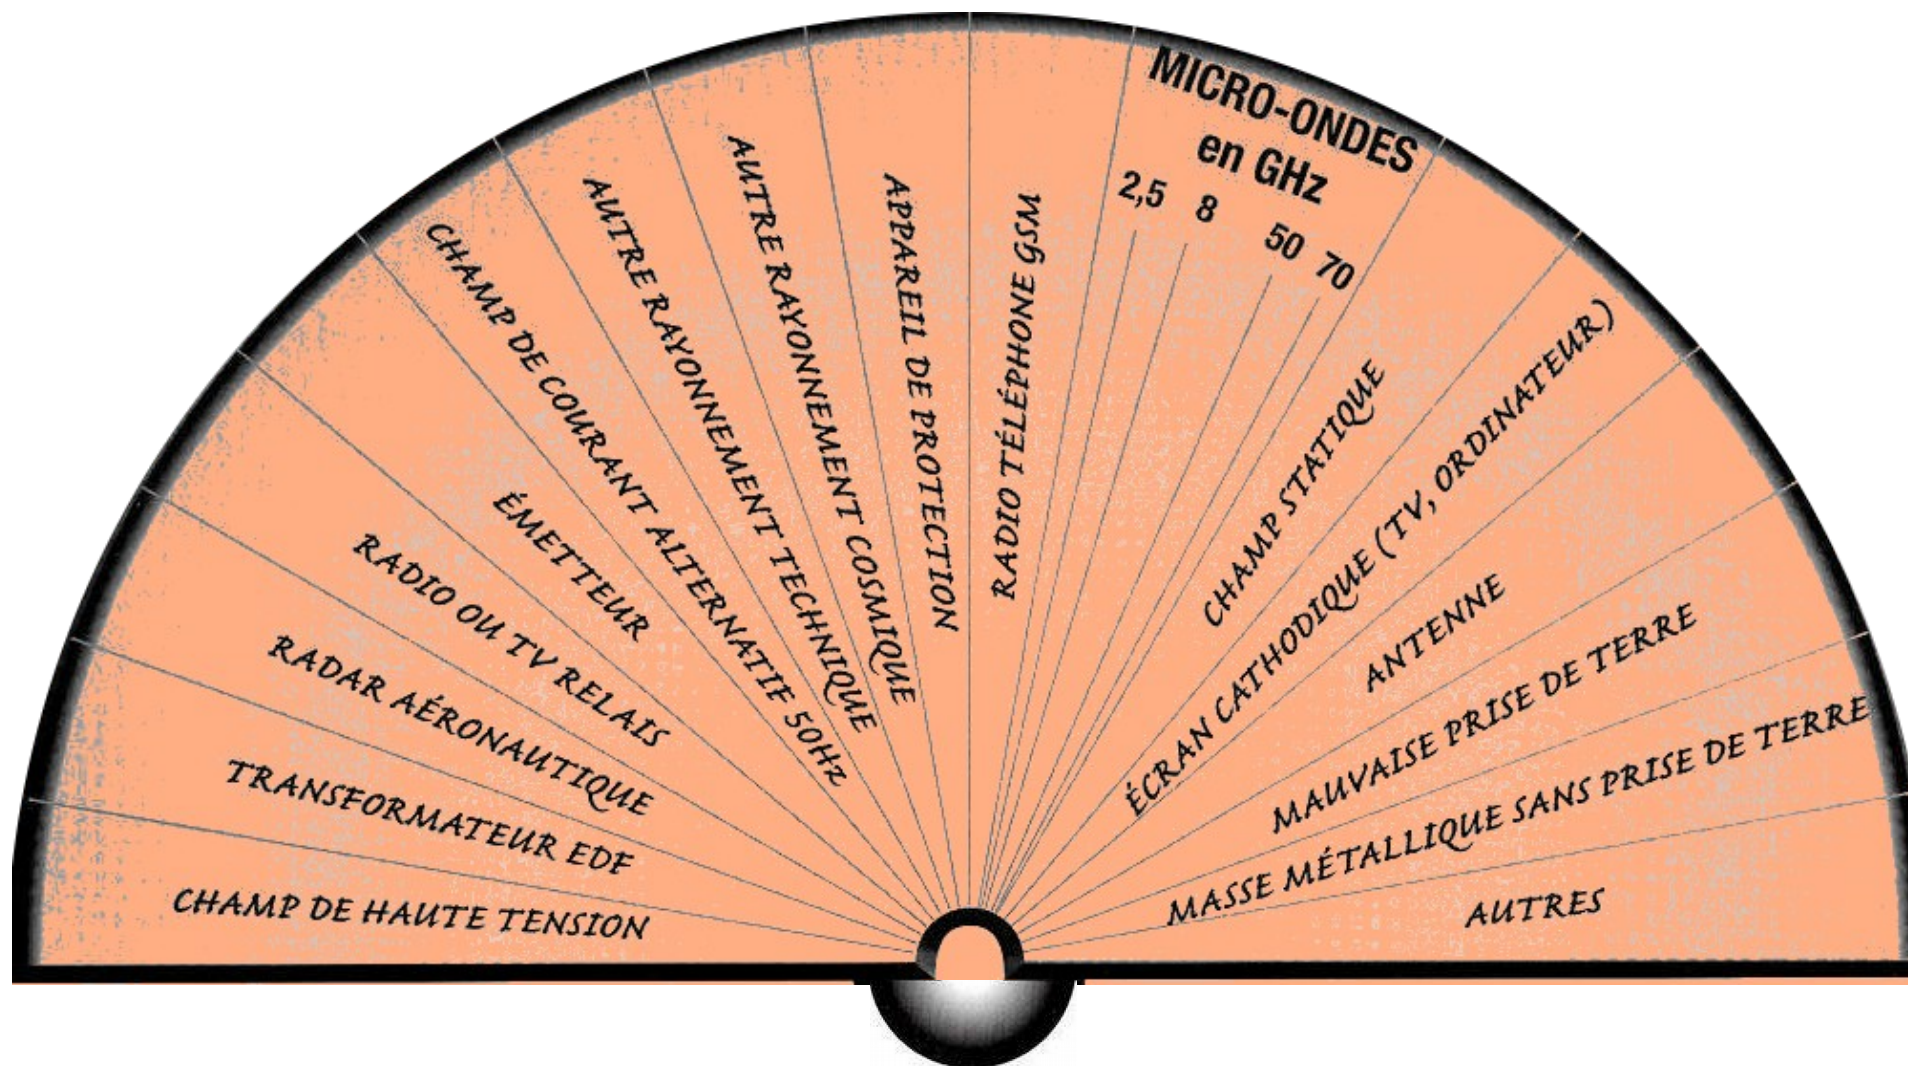 CHAMP DE HAUTE TENSION
TRANSFORMATEUR EDF
RADAR AÉRONAUTIQUE
RADIO OU TV RELAIS
ÉMETTEUR
CHAMP DE COURANT ALTERNATIF 50HZ
AUTRE RAYONNEMENT TECHNIQUE
AUTRE RAYONNEMENT COSMIQUE
APPAREIL DE PROTECTION
RADIO TÉLÉPHONE GSM
MICRO-ONDES
en GHz
2,5 8 50 70
CHAMP STATIQUE
ÉCRAN CATHODIQUE (TV, ORDINATEUR)
ANTENNE
MAUVAISE PRISE DE TERRE
MASSE MÉTALLIQUE SANS PRISE DE TERRE
AUTRES